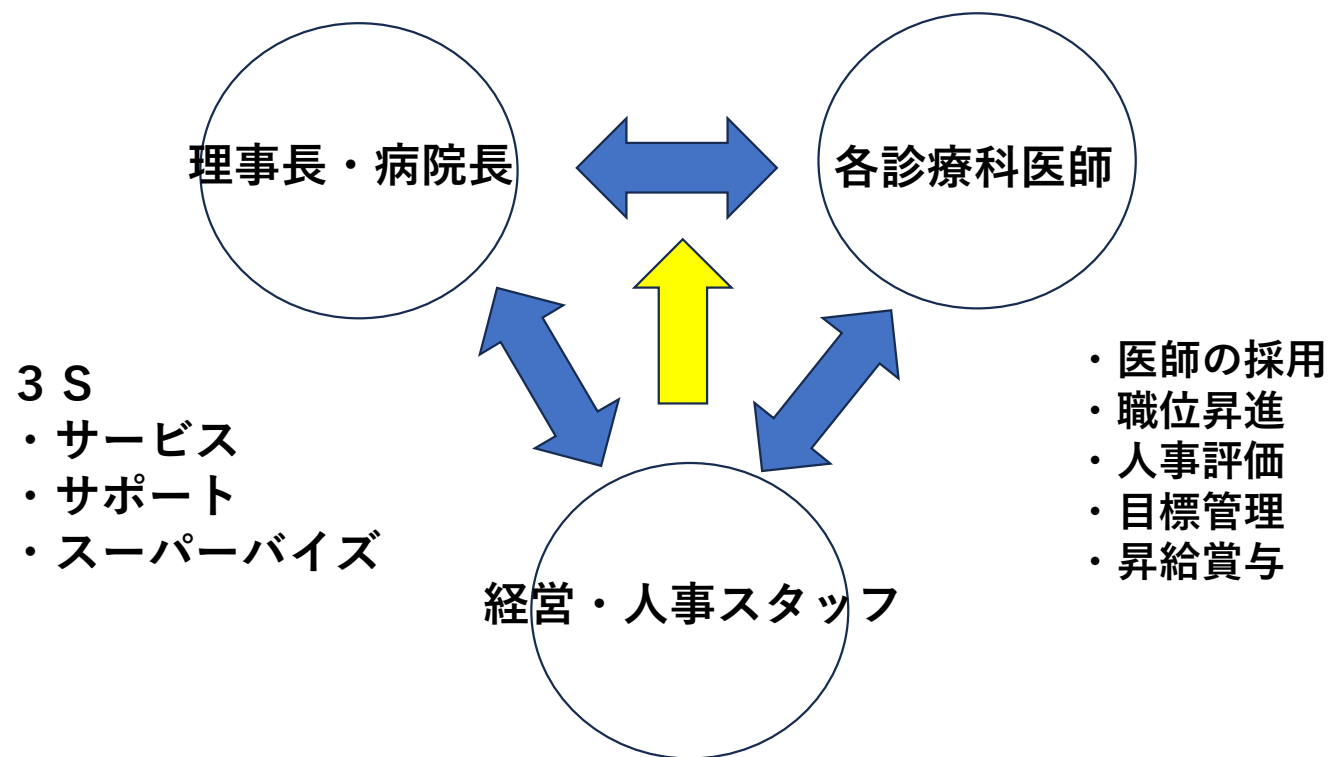 理事長・病院長
各診療科医師
3 S
・サービス
・サポート
・スーパーバイズ
・医師の採用
・職位昇進
・人事評価
・目標管理
・昇給賞与
経営・人事スタッフ